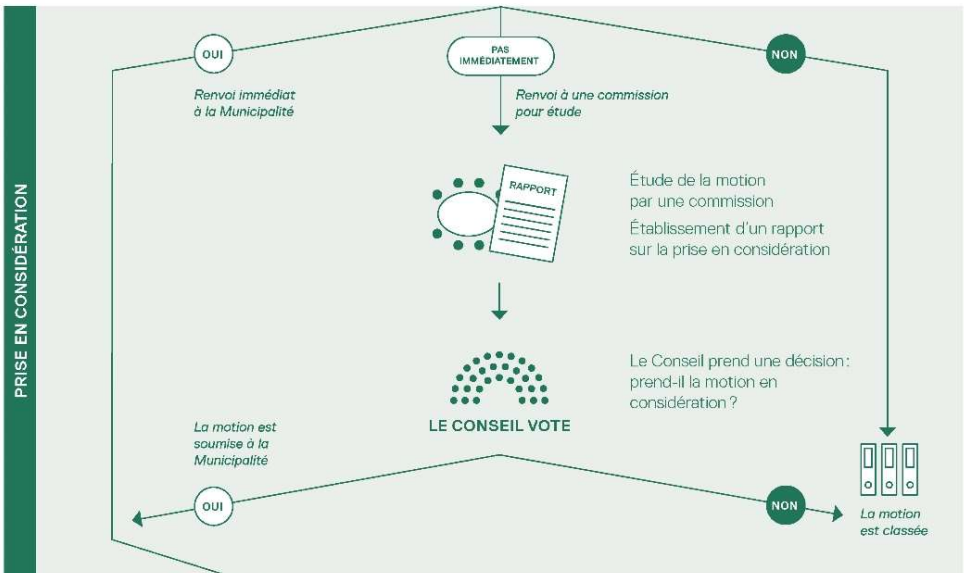 PRISE EN CONSIDÉRATION
OUI
PAS
IMMÉDIATEMENT
NON
Renvoi immédiat
à la Municipalité
Renvoi à une commission
pour étude
RAPPORT
Étude de la motion
par une commission
Établissement d'un rapport
sur la prise en considération
Le Conseil prend une décision :
prend-il la motion en
considération ?
LE CONSEIL VOTE
La motion est
soumise à la
Municipalité
OUI
NON
La motion
est classée